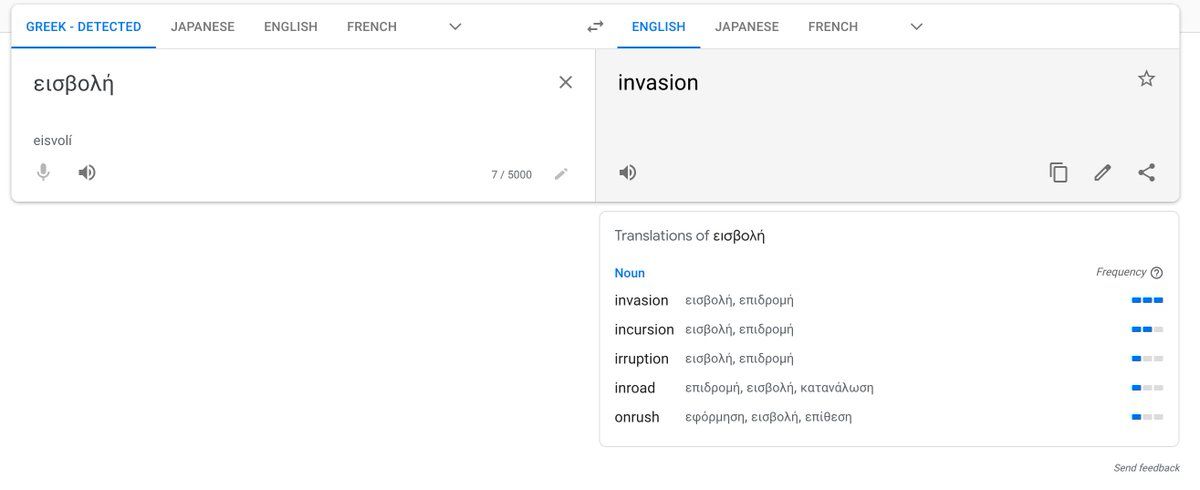 GREEK - DETECTED JAPANESE ENGLISH FRENCH ENGLISH JAPANESE FRENCH
εισβολή
invasion
eisvolí
7 / 5000
Translations of εισβολή
Noun Frequency
invasion εισβολή, επιδρομή
incursion εισβολή, επιδρομή
irruption εισβολή, επιδρομή
inroad επιδρομή, εισβολή, κατανάλωση
onrush εφόρμηση, εισβολή, επίθεση
Send feedback